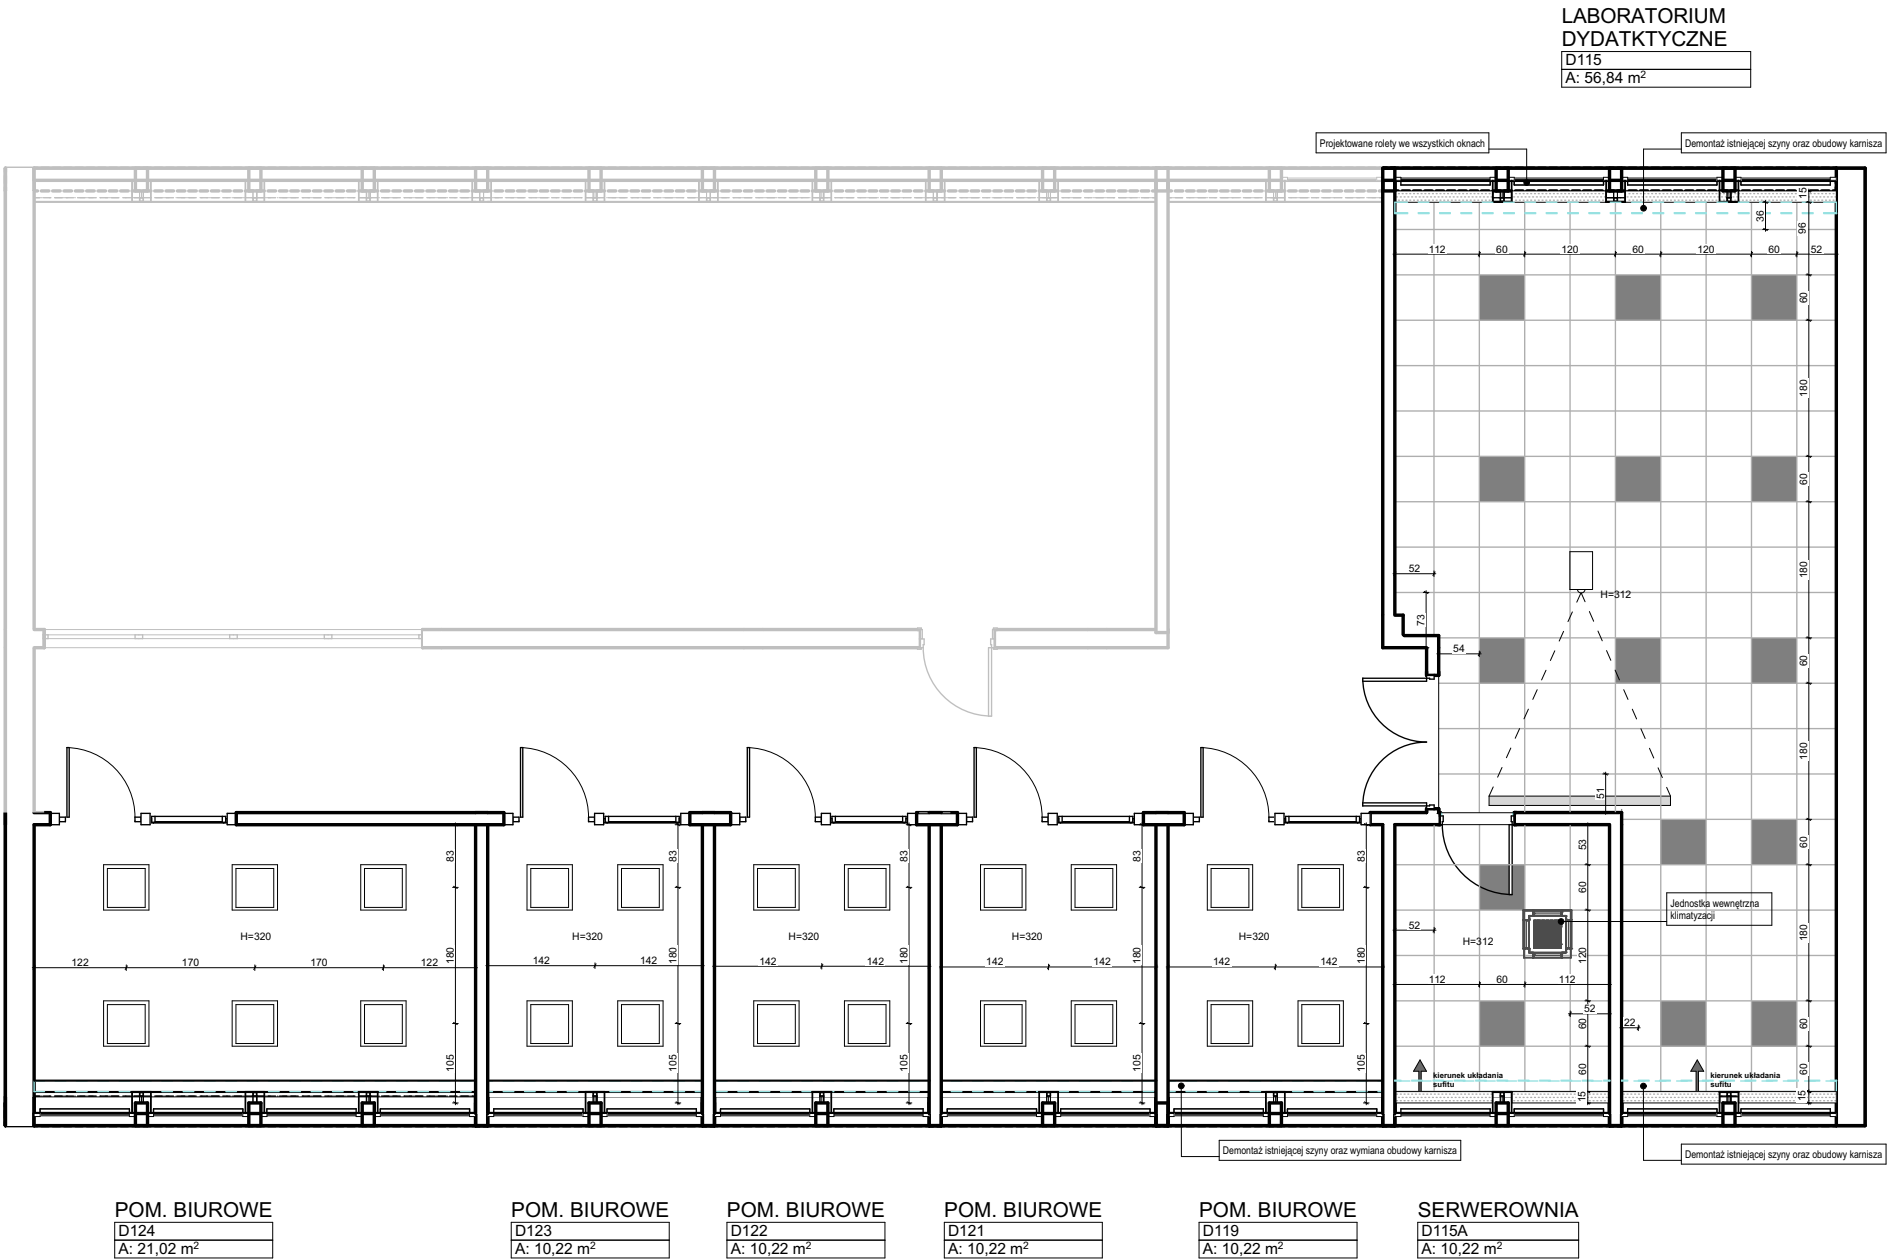 LABORATORIUM
DYDATKTYCZNE
D115
A: 56,84 m²
Projektowane rolety we wszystkich oknach
Demontaż istniejącej szyny oraz obudowy karnisza
15
36
96
112 60 120 60 120 60 52
60
180
60
52
180
H=312
73
54
60
180
51
60
83 83 83 83 83
53
60
Jednostka wewnętrzna
klimatyzacji
52
H=320 H=320 H=320 H=320 H=320 H=312
180 180 180 180 180
120
180
122 170 170 122 142 142 142 142 142 142 142 142
112 60 112
52
60
22
60
105 105 105 105 105
60
60
kierunek układania
sufitu
kierunek układania
sufitu
15
15
Demontaż istniejącej szyny oraz wymiana obudowy karnisza
Demontaż istniejącej szyny oraz obudowy karnisza
POM. BIUROWE
D124
A: 21,02 m²
POM. BIUROWE
D123
A: 10,22 m²
POM. BIUROWE
D122
A: 10,22 m²
POM. BIUROWE
D121
A: 10,22 m²
POM. BIUROWE
D119
A: 10,22 m²
SERWEROWNIA
D115A
A: 10,22 m²